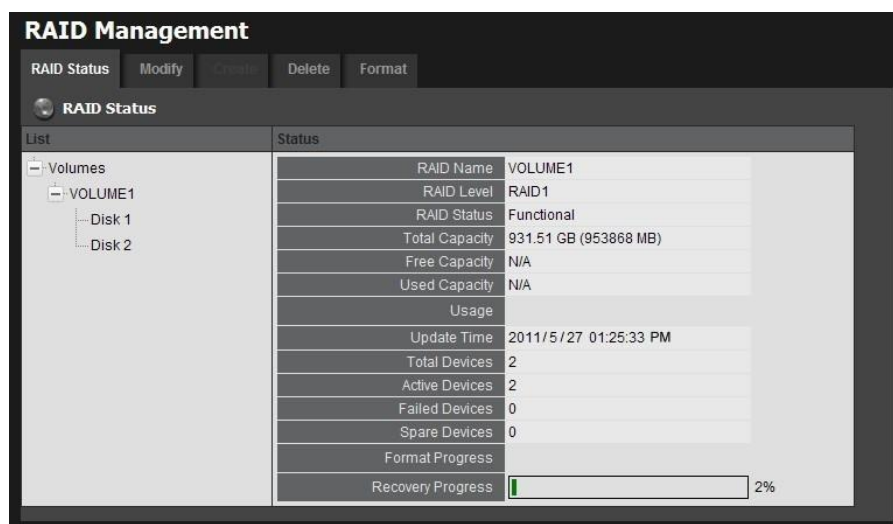 RAID Management
RAID Status Modify Create Delete Format
RAID Status
List Status
Volumes
VOLUME1
Disk 1
Disk 2
RAID Name VOLUME1
RAID Level RAID1
RAID Status Functional
Total Capacity 931.51 GB (953868 MB)
Free Capacity N/A
Used Capacity N/A
Usage
Update Time 2011/5/27 01:25:33 PM
Total Devices 2
Active Devices 2
Failed Devices 0
Spare Devices 0
Format Progress
Recovery Progress 2%